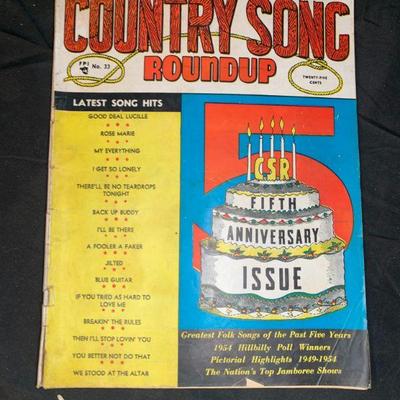 COUNTRY SONG
ROUNDUP
FPI
No. 33
TWENTY-FIVE
CENTS
LATEST SONG HITS
GOOD DEAL LUCILLE
ROSE MARIE
MY EVERYTHING
I GET SO LONELY
THERE'LL BE NO TEARDROPS
TONIGHT
BACK UP BUDDY
I'LL BE THERE
A FOOLER A FAKER
JILTED
BLUE GUITAR
IF YOU TRIED AS HARD TO
LOVE ME
BREAKIN' THE RULES
THEN I'LL STOP LOVIN' YOU
YOU BETTER NOT DO THAT
WE STOOD AT THE ALTAR
5
CSR
FIFTH
ANNIVERSARY
ISSUE
Greatest Folk Songs of the Past Five Years
1954 Hillbilly Poll Winners
Pictorial Highlights 1949-1954
The Nation's Top Jamboree Shows